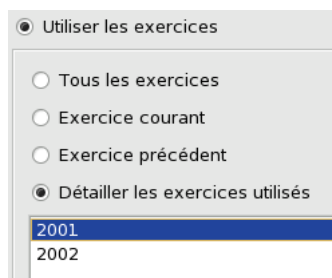 Utiliser les exercices
Tous les exercices
Exercice courant
Exercice précédent
Détailler les exercices utilisés
2001
2002